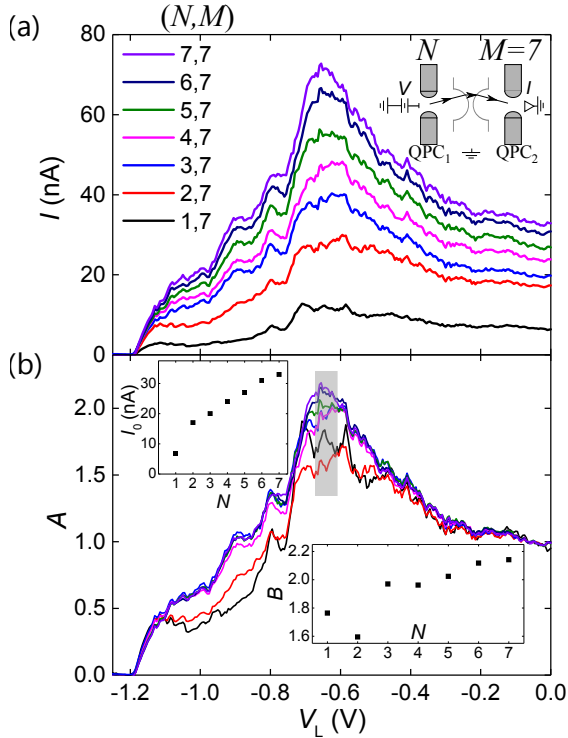 (a)
(N,M)
7,7
6,7
5,7
4,7
3,7
2,7
1,7
N
M=7
V
I
QPC₁
QPC₂
80
60
40
20
0
I (nA)
(b)
30
20
10
0
I₀ (nA)
1 2 3 4 5 6 7
N
2.2
2.0
1.8
1.6
B
N
1 2 3 4 5 6 7
2.0
1.5
1.0
0.5
0.0
A
-1.2 -1.0 -0.8 -0.6 -0.4 -0.2 0.0
V_L (V)